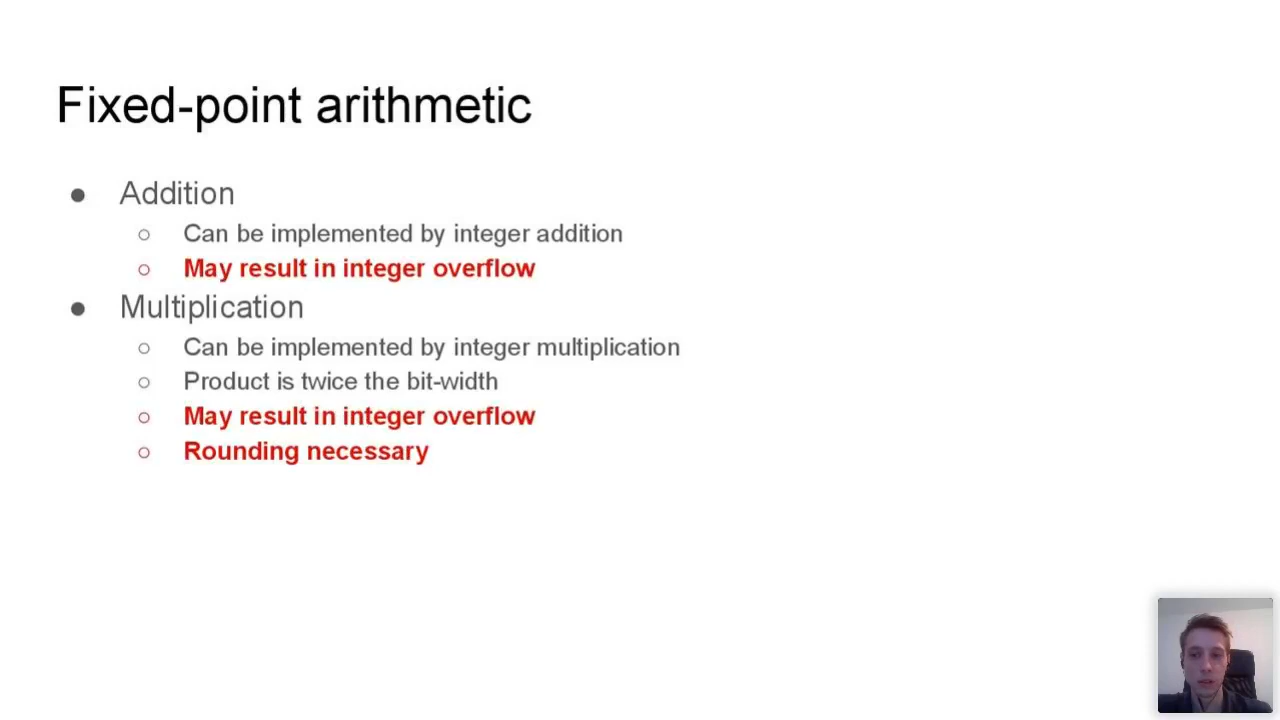 Fixed-point arithmetic
● Addition
○ Can be implemented by integer addition
○ May result in integer overflow
● Multiplication
○ Can be implemented by integer multiplication
○ Product is twice the bit-width
○ May result in integer overflow
○ Rounding necessary